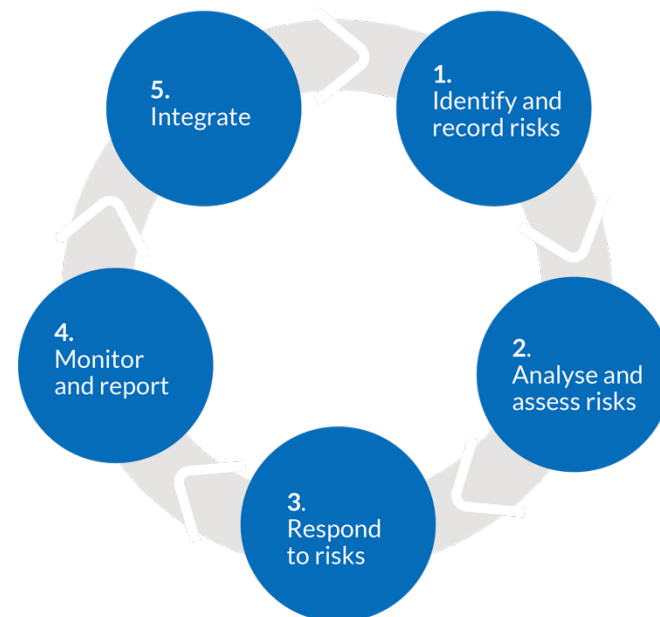 1.
Identify and
record risks
2.
Analyse and
assess risks
3.
Respond
to risks
4.
Monitor
and report
5.
Integrate